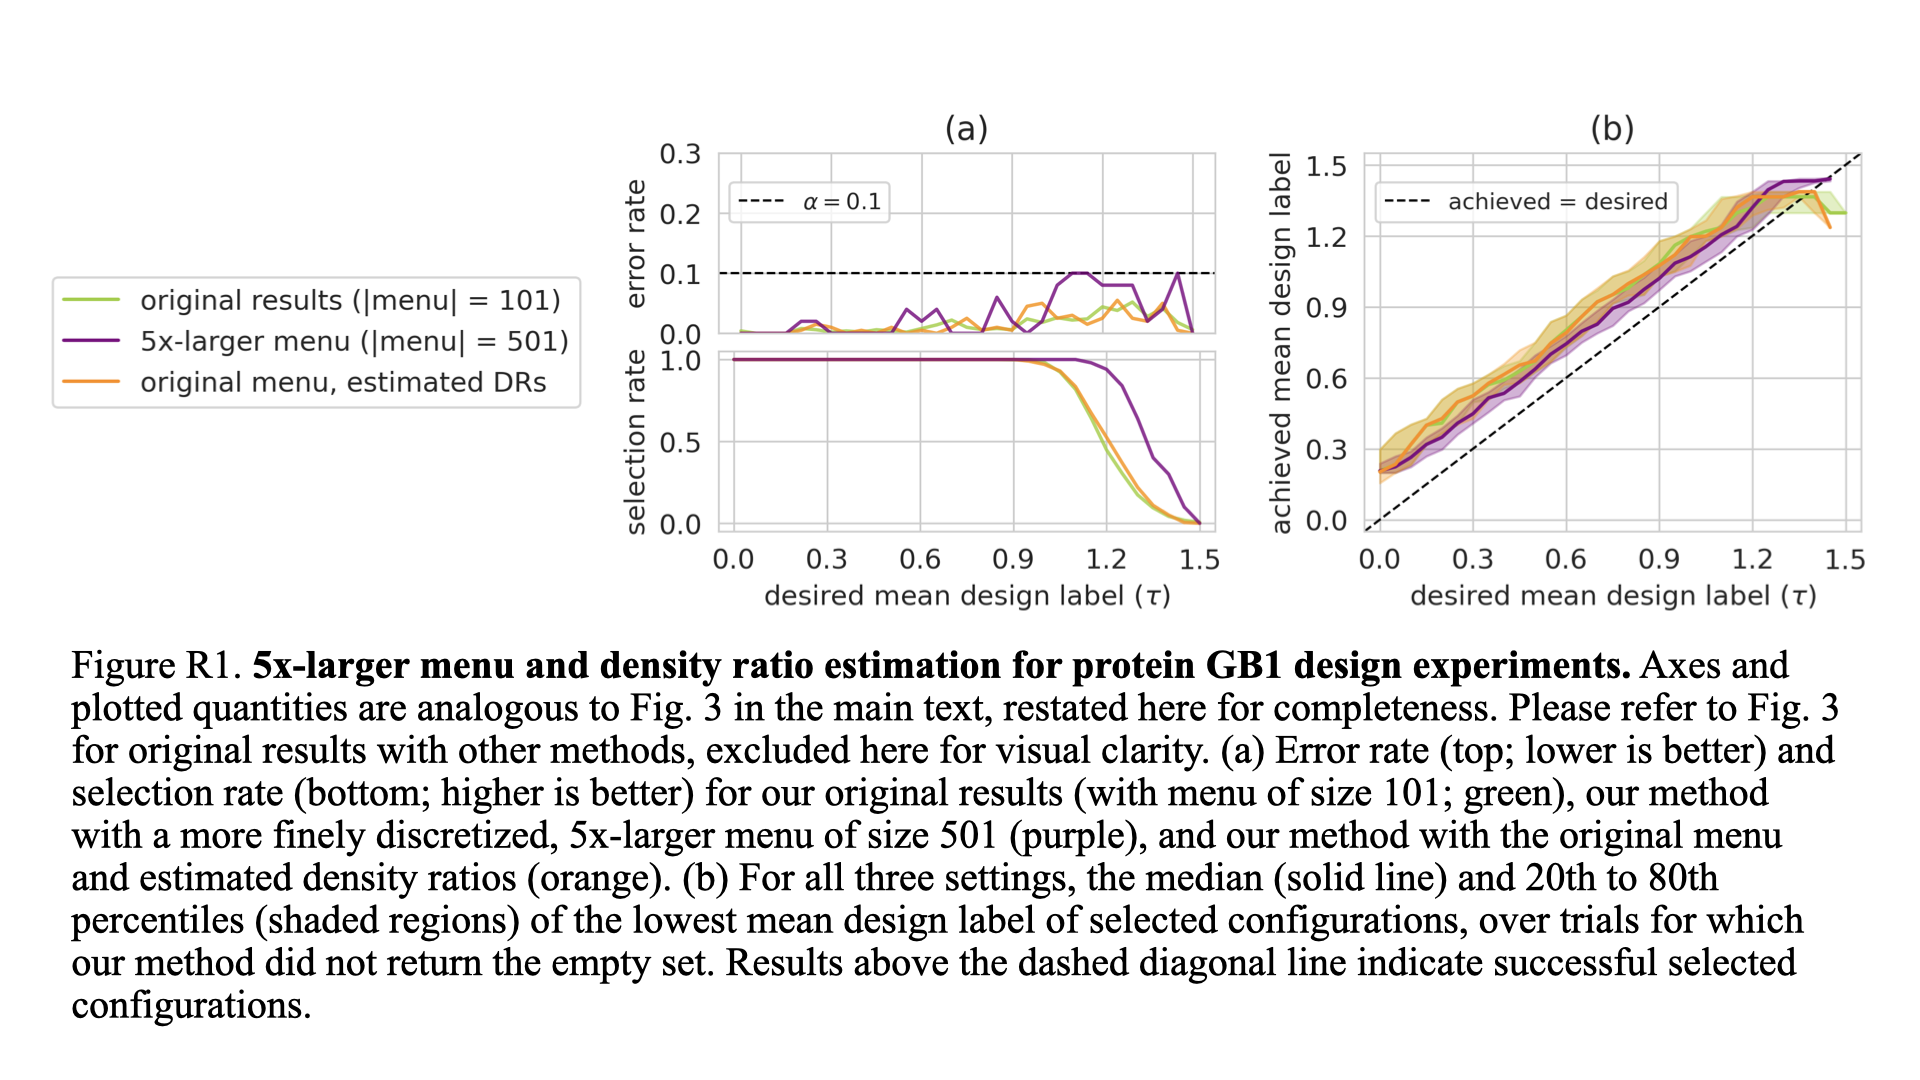 (a)
(b)
0.3
0.2
0.1
0.0
error rate
α = 0.1
1.0
0.5
0.0
selection rate
0.0 0.3 0.6 0.9 1.2 1.5
desired mean design label (τ)
1.5
1.2
0.9
0.6
0.3
0.0
achieved mean design label
achieved = desired
0.0 0.3 0.6 0.9 1.2 1.5
desired mean design label (τ)
original results (|menu| = 101)
5x-larger menu (|menu| = 501)
original menu, estimated DRs
Figure R1. 5x-larger menu and density ratio estimation for protein GB1 design experiments. Axes and
plotted quantities are analogous to Fig. 3 in the main text, restated here for completeness. Please refer to Fig. 3
for original results with other methods, excluded here for visual clarity. (a) Error rate (top; lower is better) and
selection rate (bottom; higher is better) for our original results (with menu of size 101; green), our method
with a more finely discretized, 5x-larger menu of size 501 (purple), and our method with the original menu
and estimated density ratios (orange). (b) For all three settings, the median (solid line) and 20th to 80th
percentiles (shaded regions) of the lowest mean design label of selected configurations, over trials for which
our method did not return the empty set. Results above the dashed diagonal line indicate successful selected
configurations.